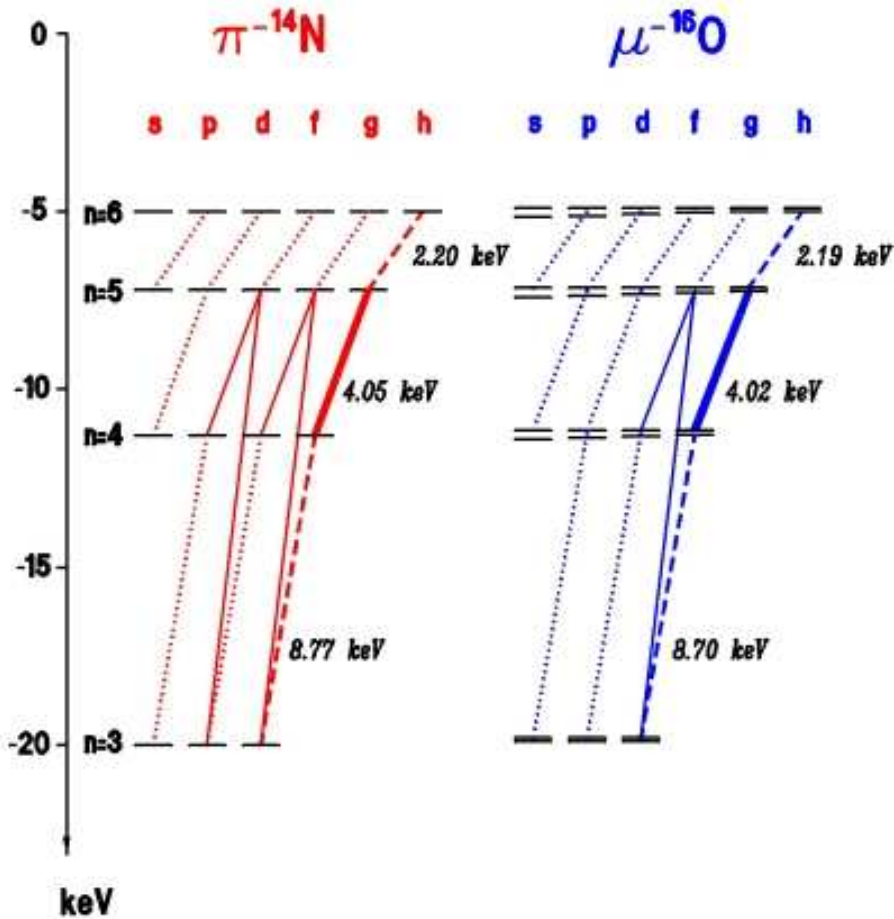 0 π-¹⁴N μ-¹⁶O
s p d f g h s p d f g h
-5 n=6
2.20 keV 2.19 keV
n=5
-10 4.05 keV 4.02 keV
n=4
-15
8.77 keV 8.70 keV
-20 n=3
keV